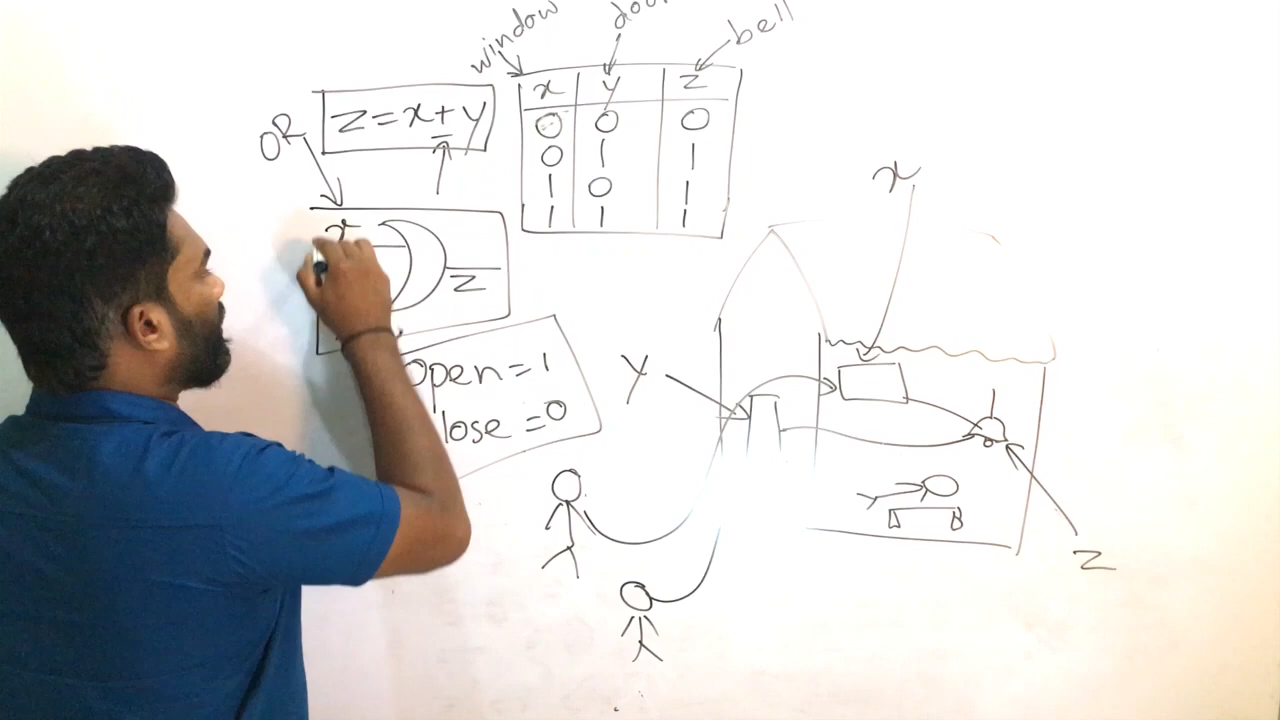 window door bell
x y z
0 0 0
0 1 1
1 0 1
1 1 1
z = x + y
OR
x
z
open = 1
lose = 0
x
y
z